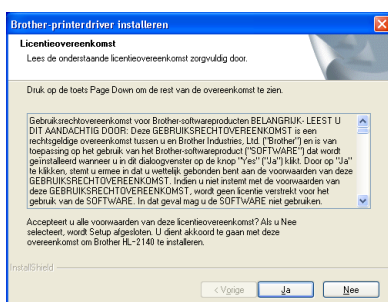 Brother-printerdriver installeren
Licentieovereenkomst
Lees de onderstaande licentieovereenkomst zorgvuldig door.
Druk op de toets Page Down om de rest van de overeenkomst te zien.
Gebruiksrechtovereenkomst voor Brother-softwareproducten BELANGRIJK- LEEST U
DIT AANDACHTIG DOOR: Deze GEBRUIKSRECHTOVEREENKOMST is een
rechtsgeldige overeenkomst tussen u en Brother Industries, Ltd. ("Brother") en is van
toepassing op het gebruik van het Brother-softwareproduct ("SOFTWARE") dat wordt
geïnstalleerd wanneer u in dit dialoogvenster op de knop "Yes" ("Ja") klikt. Door op "Ja"
te klikken, stemt u ermee in dat u wettelijk gebonden bent aan de voorwaarden van deze
GEBRUIKSRECHTOVEREENKOMST. Indien u niet instemt met de voorwaarden van
deze GEBRUIKSRECHTOVEREENKOMST, wordt geen licentie verstrekt voor het
gebruik van de SOFTWARE. In dat geval mag u de SOFTWARE niet gebruiken.
Accepteert u alle voorwaarden van deze licentieovereenkomst? Als u Nee
selecteert, wordt Setup afgesloten. U dient akkoord te gaan met deze
overeenkomst om Brother HL-2140 te installeren.
InstallShield
< Vorige Ja Nee